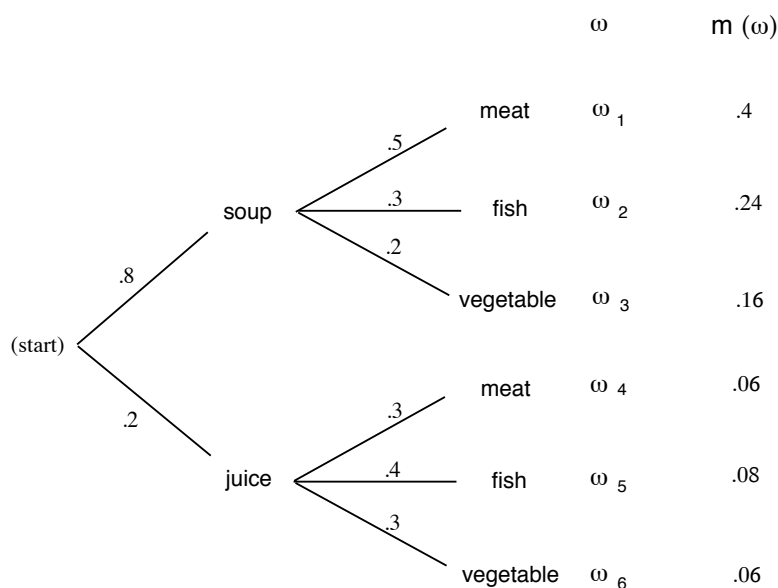 ω m (ω)
meat ω 1 .4
.5
soup .3 fish ω 2 .24
.2
.8
vegetable ω 3 .16
(start)
meat ω 4 .06
.2 .3
juice .4 fish ω 5 .08
.3
vegetable ω 6 .06